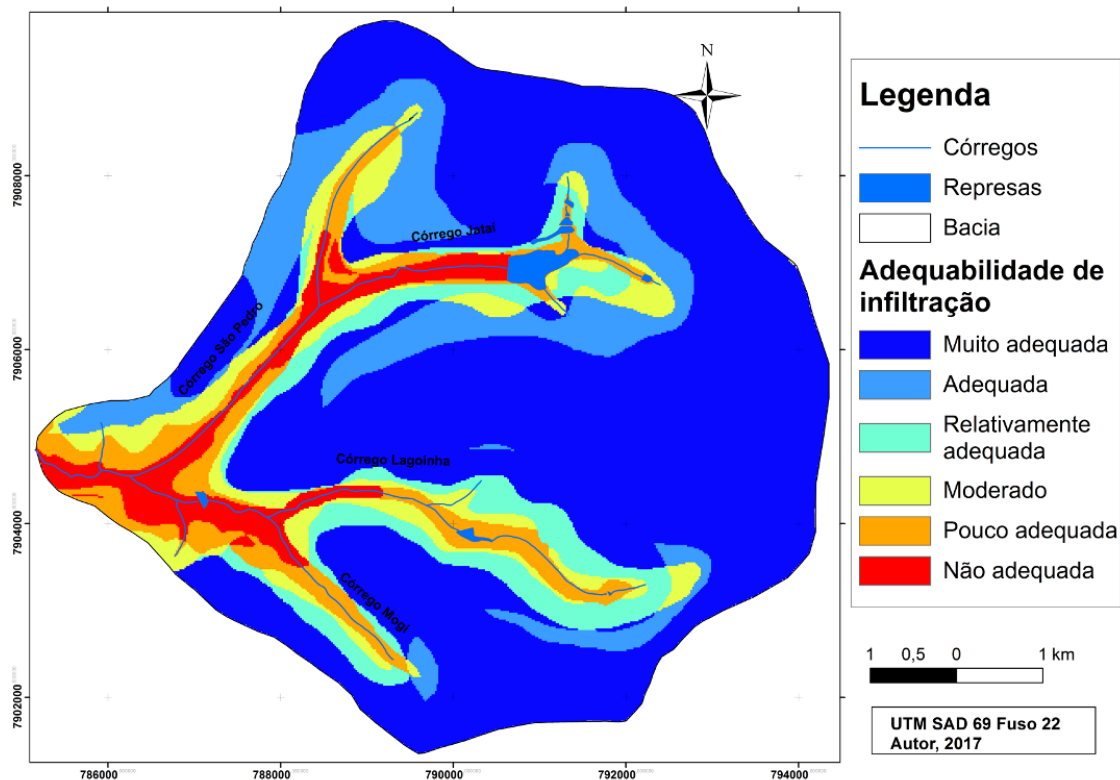 N
Córrego Jataí
Córrego São Pedro
Córrego Lagoinha
Córrego Mogi
7908000
7906000
7904000
7902000
786000
788000
790000
792000
794000
Legenda
Córregos
Represas
Bacia
Adequabilidade de
infiltração
Muito adequada
Adequada
Relativamente
adequada
Moderado
Pouco adequada
Não adequada
1 0,5 0 1 km
UTM SAD 69 Fuso 22
Autor, 2017